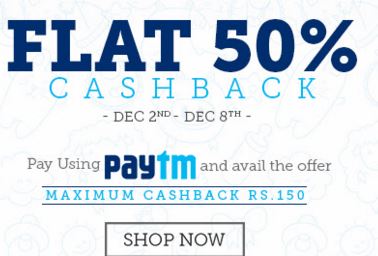 FLAT 50%
CASHBACK
- DEC 2ND - DEC 8TH -
Pay Using paytm and avail the offer
MAXIMUM CASHBACK RS.150
SHOP NOW